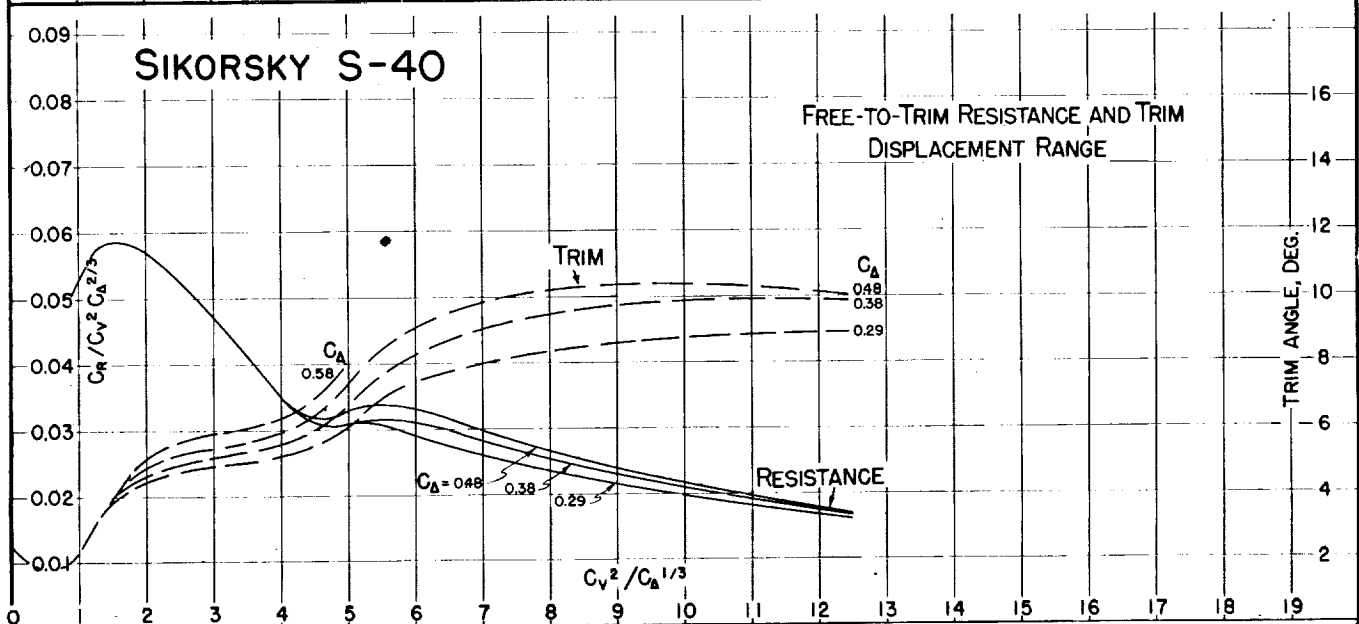 SIKORSKY S-40
FREE-TO-TRIM RESISTANCE AND TRIM
DISPLACEMENT RANGE
0.09
0.08
0.07
0.06
0.05
0.04
0.03
0.02
0.01
C_R/C_V² C_Δ^2/3
TRIM
C_Δ
0.48
0.38
0.29
C_Δ
0.58
C_Δ = 0.48
0.38
0.29
RESISTANCE
C_V²/C_Δ^1/3
16
14
12
10
8
6
4
2
TRIM ANGLE, DEG.
0 1 2 3 4 5 6 7 8 9 10 11 12 13 14 15 16 17 18 19